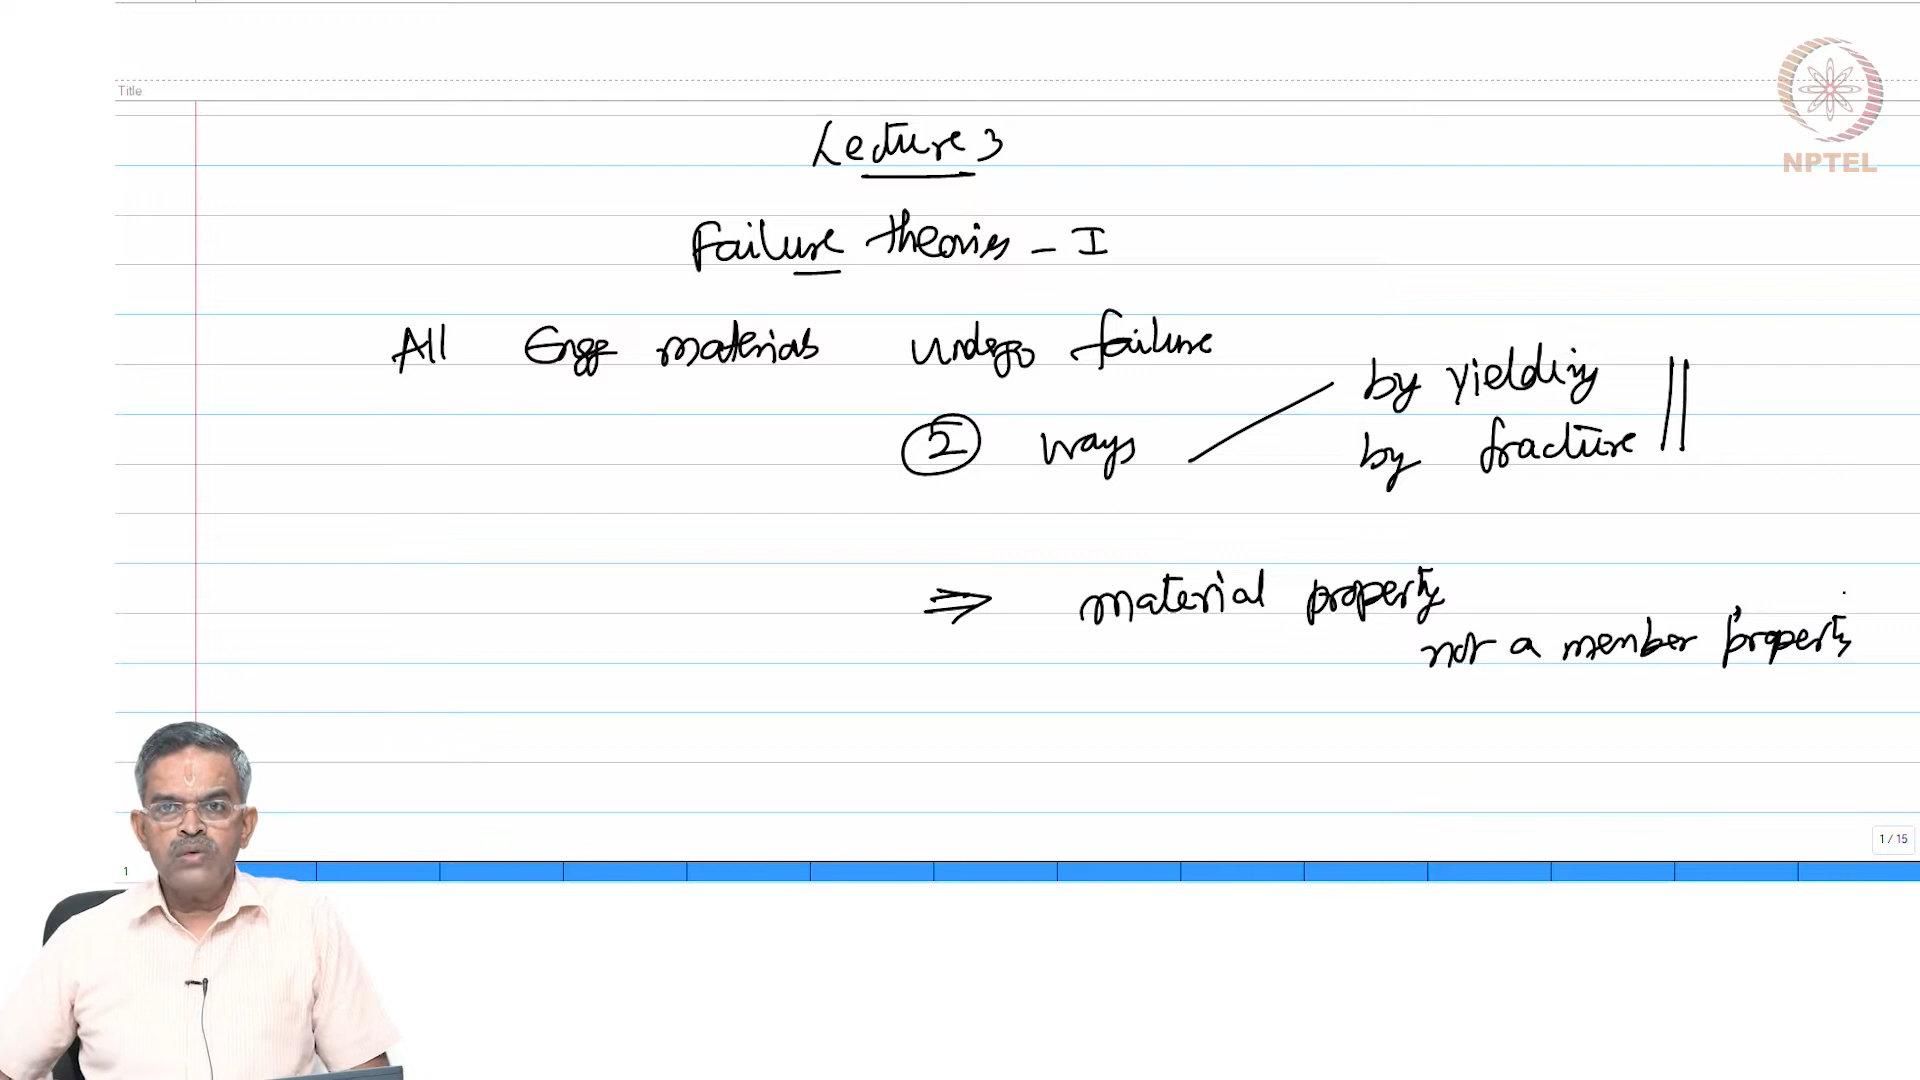 Title
NPTEL
Lecture 3
Failure theories - I
All Engg materials undergo failure
2 ways
by yielding
by fracture
⇒ material property
not a member property
1 / 15
1